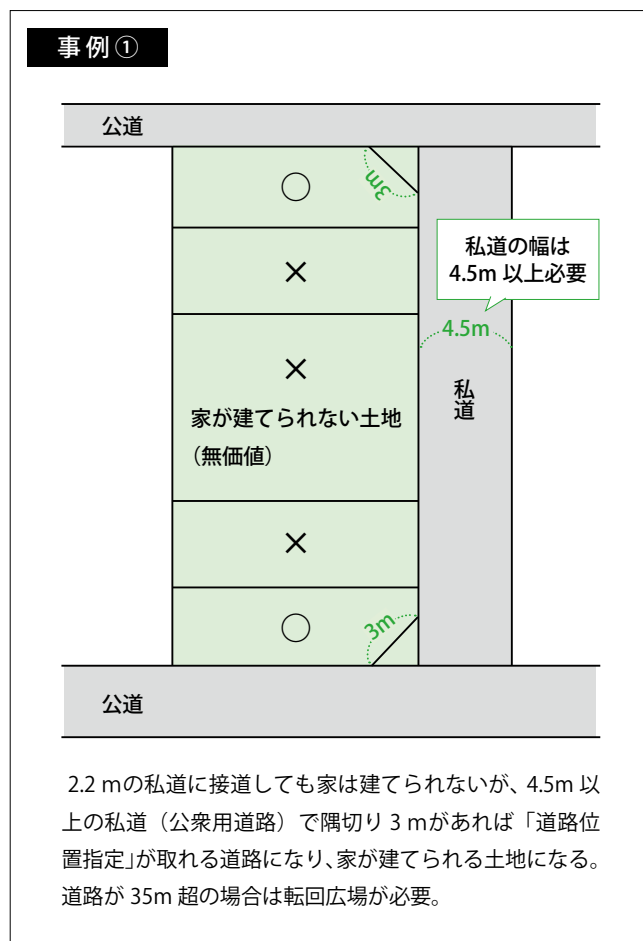 事例①
公道
○
3m
×
私道の幅は
4.5m 以上必要
4.5m
×
私道
家が建てられない土地
（無価値）
×
○
3m
公道
2.2 mの私道に接道しても家は建てられないが、4.5m 以
上の私道（公衆用道路）で隅切り 3 mがあれば「道路位
置指定」が取れる道路になり、家が建てられる土地になる。
道路が 35m 超の場合は転回広場が必要。